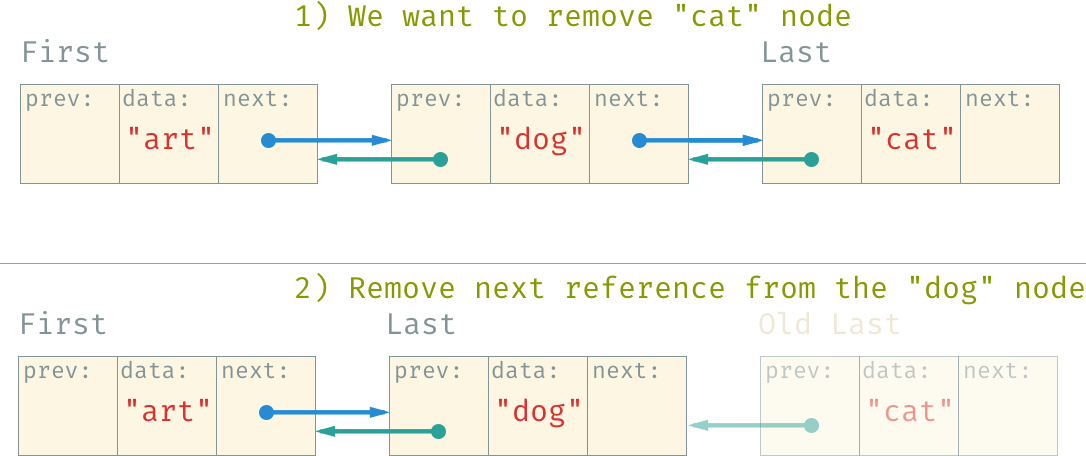 1) We want to remove "cat" node
First Last
prev: data: next: prev: data: next: prev: data: next:
"art" "dog" "cat"
2) Remove next reference from the "dog" node
First Last Old Last
prev: data: next: prev: data: next: prev: data: next:
"art" "dog" "cat"